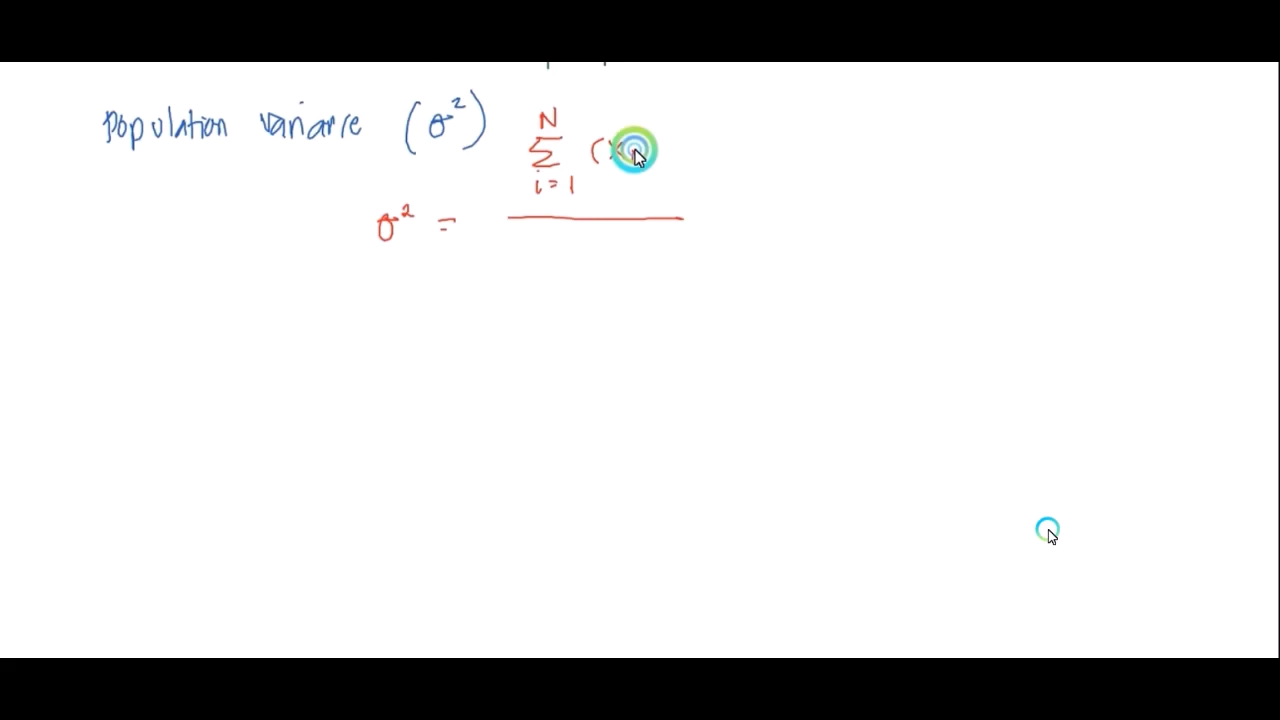 population variance (σ²)
σ² = N Σ i=1 (x